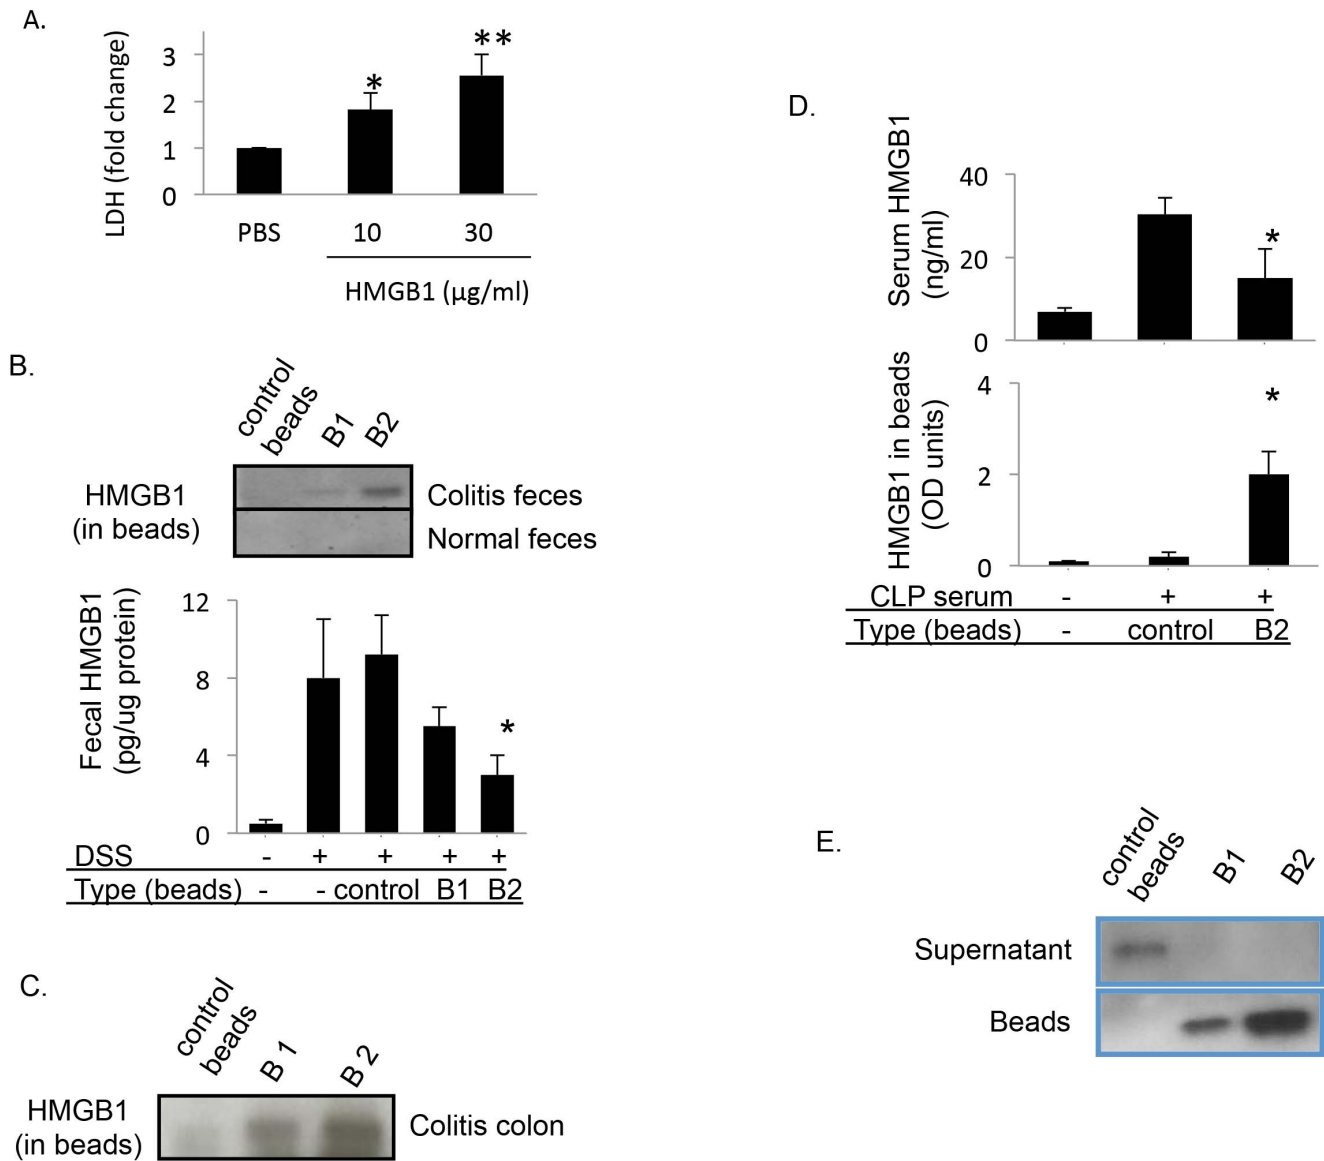 A.
LDH (fold change)
3
2
1
0
*
**
PBS 10 30
HMGB1 (µg/ml)
B.
control
beads
B1
B2
HMGB1
(in beads)
Colitis feces
Normal feces
Fecal HMGB1
(pg/ug protein)
12
8
4
0
*
DSS - + + + +
Type (beads) - - control B1 B2
C.
control
beads
B 1
B 2
HMGB1
(in beads)
Colitis colon
D.
Serum HMGB1
(ng/ml)
40
20
0
*
HMGB1 in beads
(OD units)
4
2
0
*
CLP serum - + +
Type (beads) - control B2
E.
control
beads
B1
B2
Supernatant
Beads